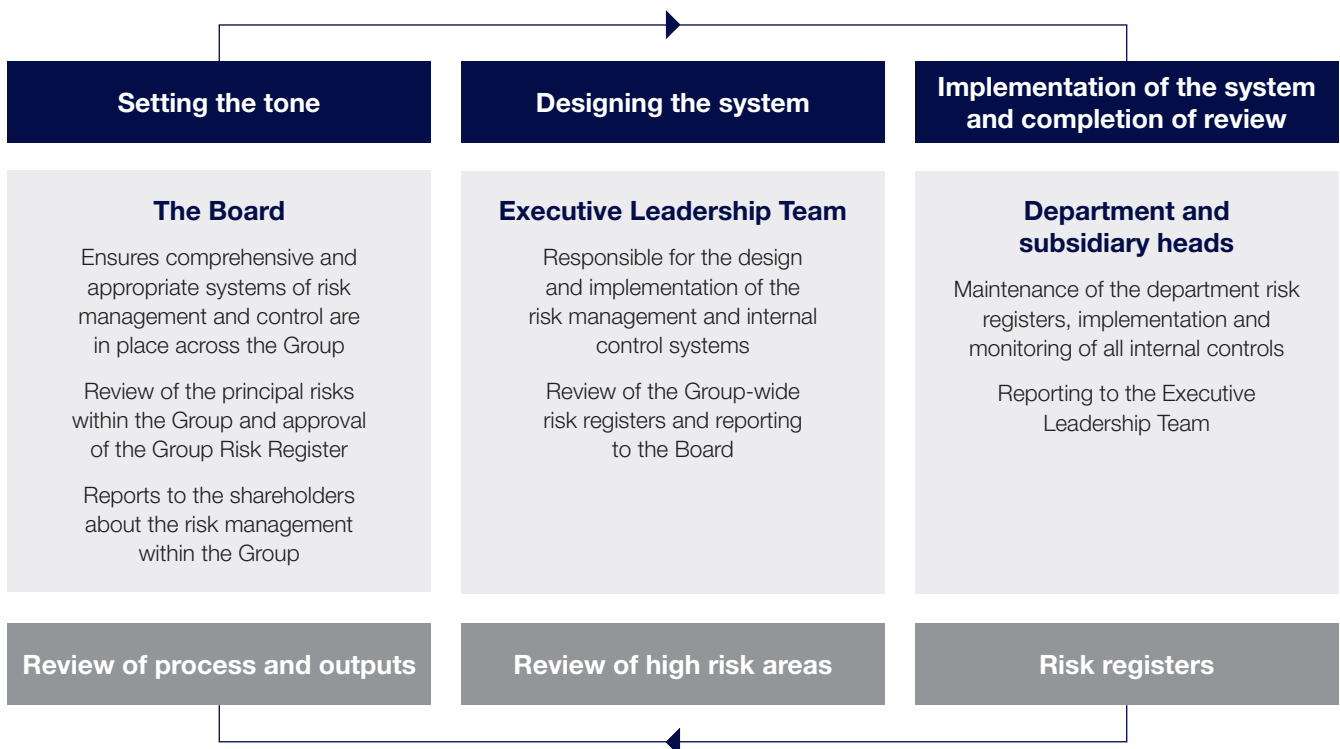 Setting the tone
The Board
Ensures comprehensive and
appropriate systems of risk
management and control are
in place across the Group
Review of the principal risks
within the Group and approval
of the Group Risk Register
Reports to the shareholders
about the risk management
within the Group
Review of process and outputs
Designing the system
Executive Leadership Team
Responsible for the design
and implementation of the
risk management and internal
control systems
Review of the Group-wide
risk registers and reporting
to the Board
Review of high risk areas
Implementation of the system
and completion of review
Department and
subsidiary heads
Maintenance of the department risk
registers, implementation and
monitoring of all internal controls
Reporting to the Executive
Leadership Team
Risk registers